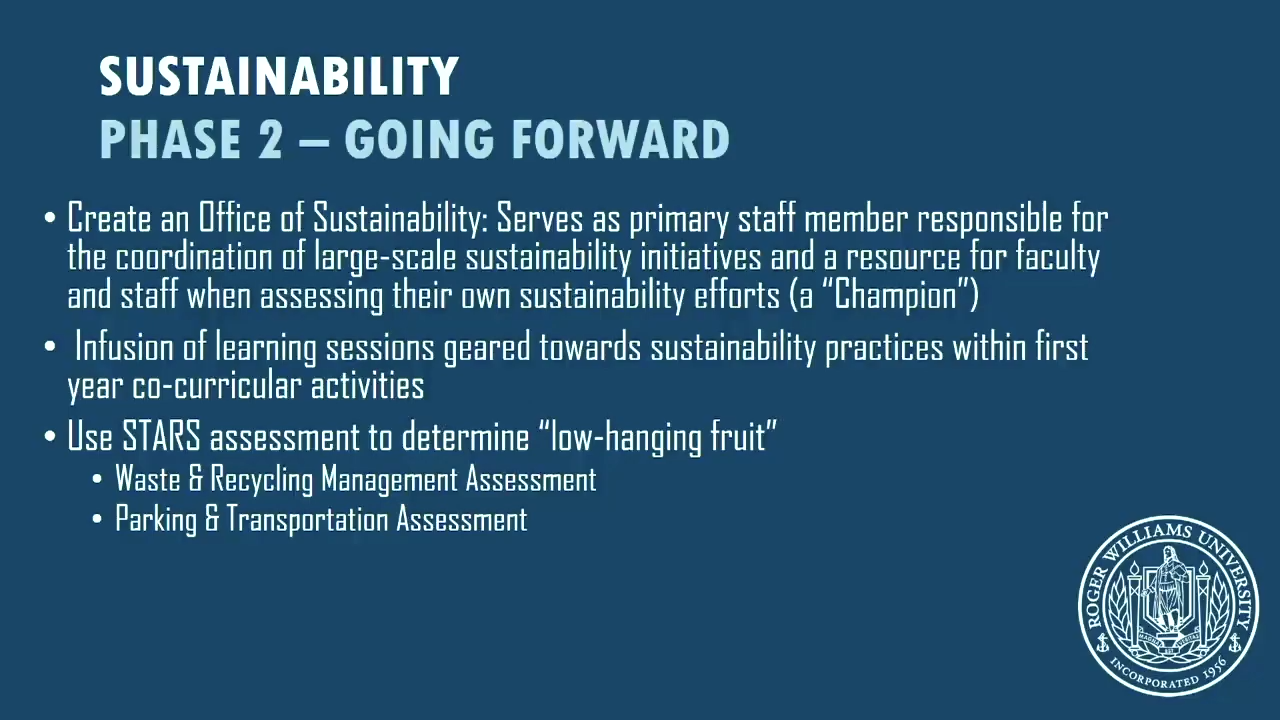 SUSTAINABILITY
PHASE 2 – GOING FORWARD
• Create an Office of Sustainability: Serves as primary staff member responsible for
the coordination of large-scale sustainability initiatives and a resource for faculty
and staff when assessing their own sustainability efforts (a “Champion”)
• Infusion of learning sessions geared towards sustainability practices within first
year co-curricular activities
• Use STARS assessment to determine “low-hanging fruit”
• Waste & Recycling Management Assessment
• Parking & Transportation Assessment
ROGER WILLIAMS UNIVERSITY
INCORPORATED 1956